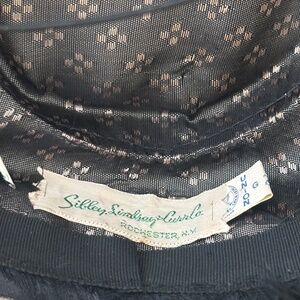 Sibley, Lindsay & Curr Co.
ROCHESTER, N.Y.
UNION